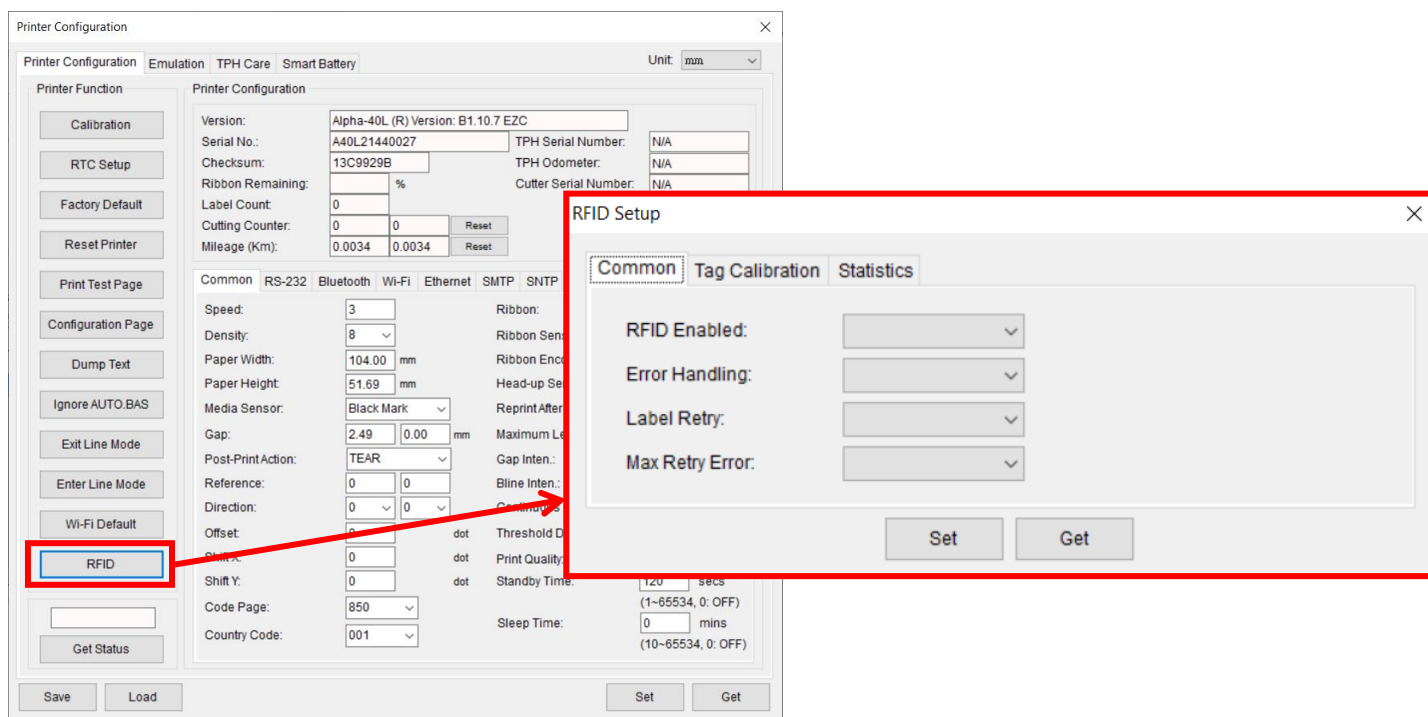 Printer Configuration
Printer Configuration Emulation TPH Care Smart Battery Unit: mm
Printer Function
Calibration
RTC Setup
Factory Default
Reset Printer
Print Test Page
Configuration Page
Dump Text
Ignore AUTO.BAS
Exit Line Mode
Enter Line Mode
Wi-Fi Default
RFID
Get Status
Printer Configuration
Version: Alpha-40L (R) Version: B1.10.7 EZC
Serial No.: A40L21440027 TPH Serial Number: N/A
Checksum: 13C9929B TPH Odometer: N/A
Ribbon Remaining: % Cutter Serial Number: N/A
Label Count: 0
Cutting Counter: 0 0 Reset
Mileage (Km): 0.0034 0.0034 Reset
Common RS-232 Bluetooth Wi-Fi Ethernet SMTP SNTP
Speed: 3 Ribbon:
Density: 8 Ribbon Sens
Paper Width: 104.00 mm Ribbon Enco
Paper Height: 51.69 mm Head-up Se
Media Sensor: Black Mark Reprint After
Gap: 2.49 0.00 mm Maximum Le
Post-Print Action: TEAR Gap Inten.:
Reference: 0 0 Bline Inten.:
Direction: 0 0 Continuous
Offset: 0 dot Threshold D
Shift X: 0 dot Print Quality:
Shift Y: 0 dot Standby Time: 120 secs
(1~65534, 0: OFF)
Code Page: 850
Sleep Time: 0 mins
Country Code: 001
(10~65534, 0: OFF)
Save Load Set Get
RFID Setup
Common Tag Calibration Statistics
RFID Enabled:
Error Handling:
Label Retry:
Max Retry Error:
Set Get